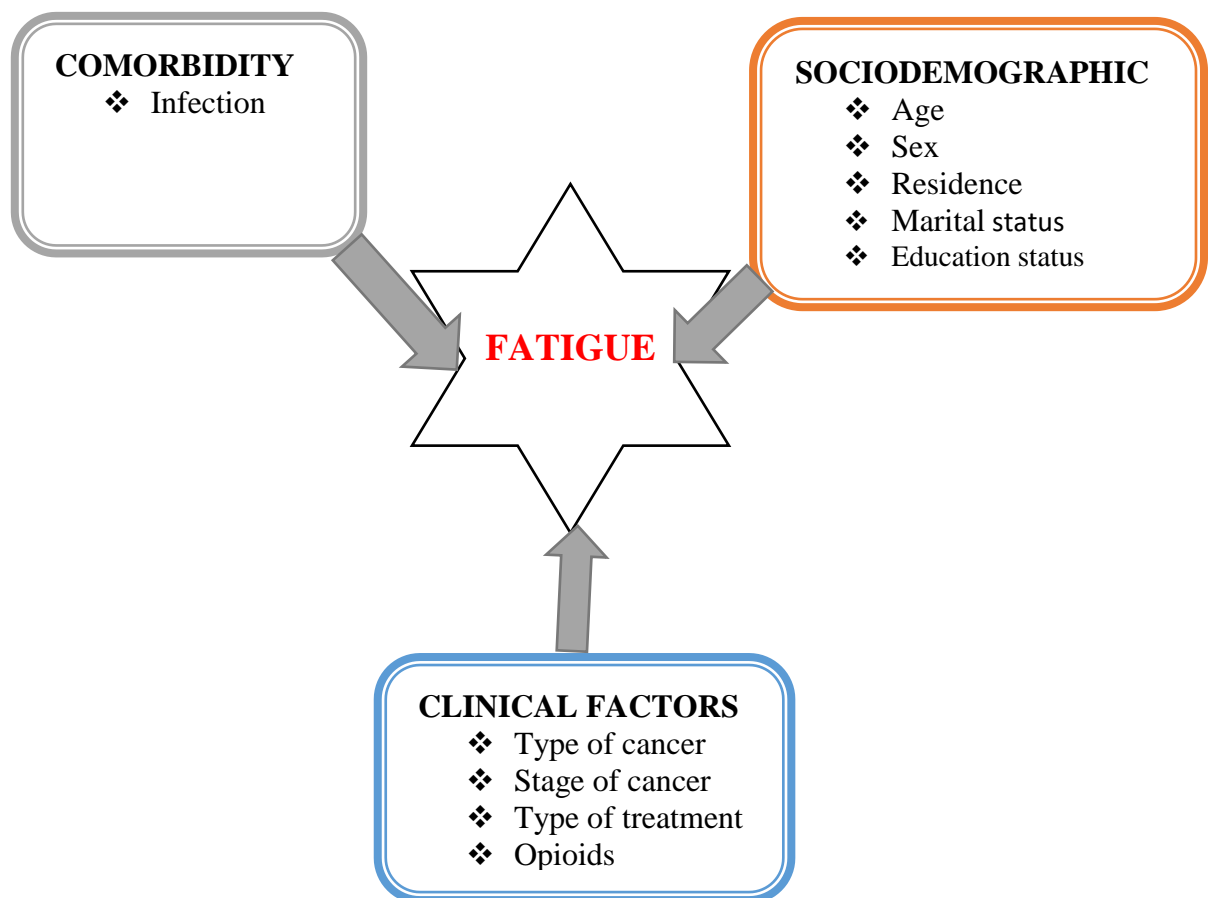 COMORBIDITY
❖ Infection
SOCIODEMOGRAPHIC
❖ Age
❖ Sex
❖ Residence
❖ Marital status
❖ Education status
FATIGUE
CLINICAL FACTORS
❖ Type of cancer
❖ Stage of cancer
❖ Type of treatment
❖ Opioids